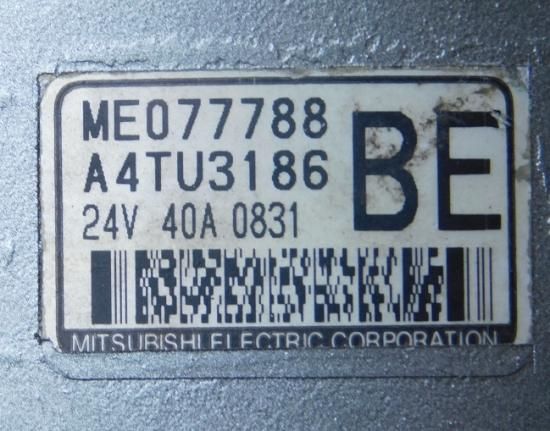 ME077788
A4TU3186
BE
24V 40A 0831
MITSUBISHI ELECTRIC CORPORATION